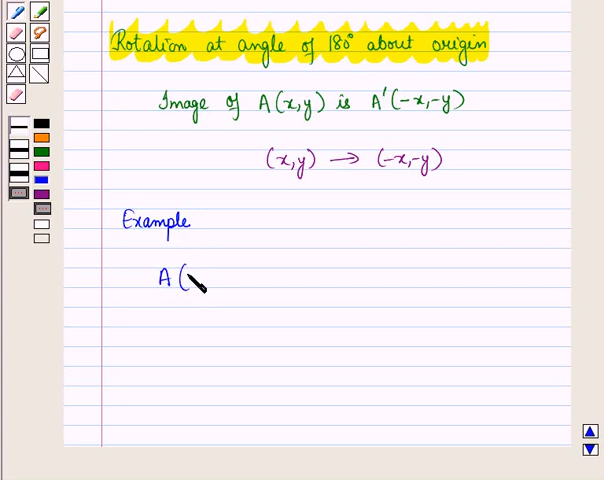 Rotation at angle of 180° about origin
Image of A(x,y) is A'(-x,-y)
(x,y) → (-x,-y)
Example
A (